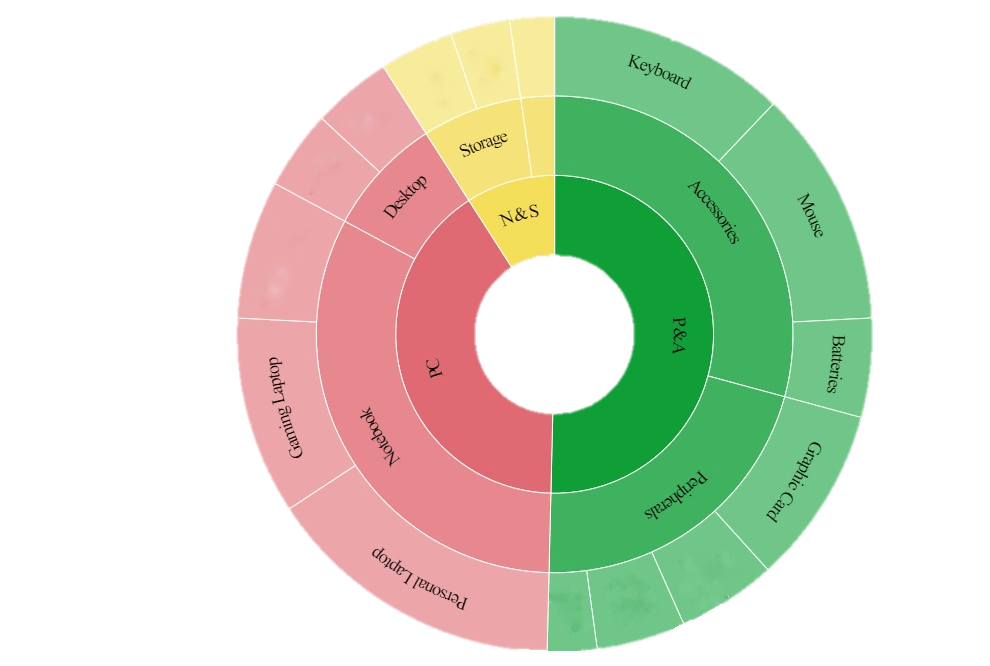 Keyboard
Mouse
Batteries
Graphic Card
Accessories
Peripherals
P&A
Personal Laptop
Gaming Laptop
Notebook
Desktop
PC
Storage
N&S